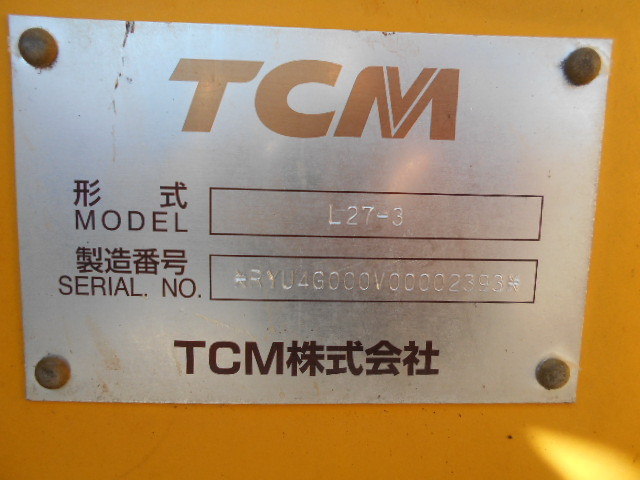 TCM
形 式
MODEL L27-3
製造番号
SERIAL NO. *RYU4G000V00002393*
TCM株式会社